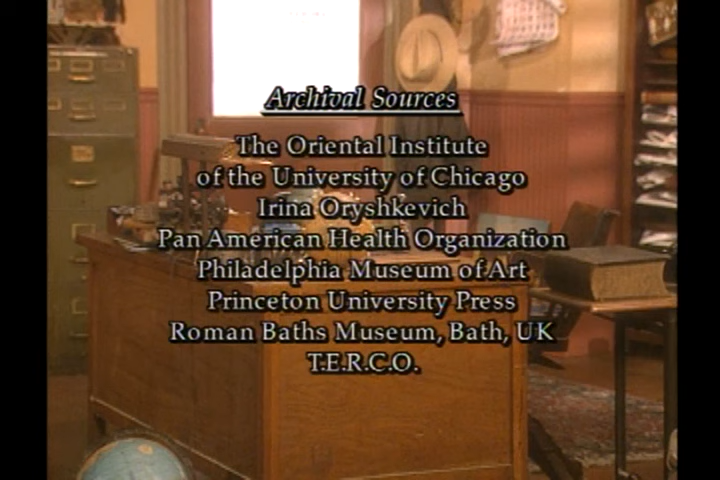 Archival Sources
The Oriental Institute
of the University of Chicago
Irina Oryshkevich
Pan American Health Organization
Philadelphia Museum of Art
Princeton University Press
Roman Baths Museum, Bath, UK
T.E.R.C.O.